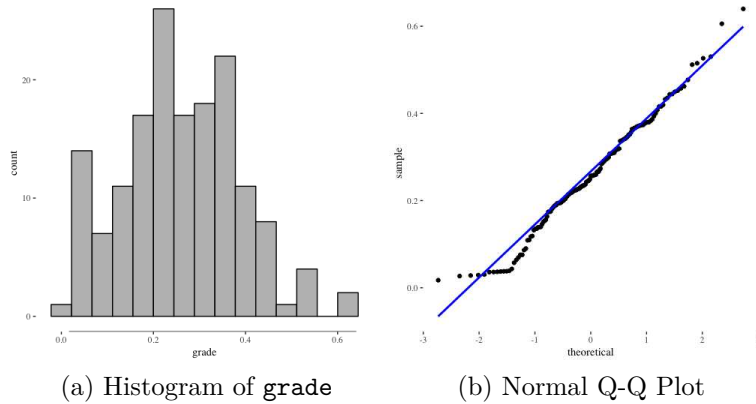 20
10
0
count
0.0 0.2 0.4 0.6
grade
(a) Histogram of grade
0.6
0.4
0.2
0.0
sample
-3 -2 -1 0 1 2
theoretical
(b) Normal Q-Q Plot